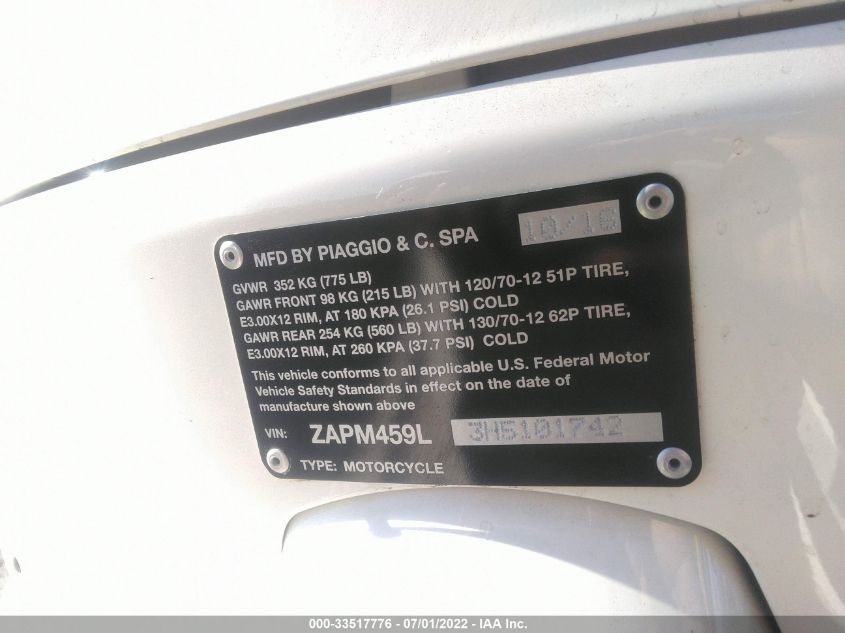 MFD BY PIAGGIO & C. SPA 10/16
GVWR 352 KG (775 LB)
GAWR FRONT 98 KG (215 LB) WITH 120/70-12 51P TIRE,
E3.00X12 RIM, AT 180 KPA (26.1 PSI) COLD
GAWR REAR 254 KG (560 LB) WITH 130/70-12 62P TIRE,
E3.00X12 RIM, AT 260 KPA (37.7 PSI) COLD
This vehicle conforms to all applicable U.S. Federal Motor
Vehicle Safety Standards in effect on the date of
manufacture shown above
VIN: ZAPM459L 3H5101742
TYPE: MOTORCYCLE
000-33517776 - 07/01/2022 - IAA Inc.